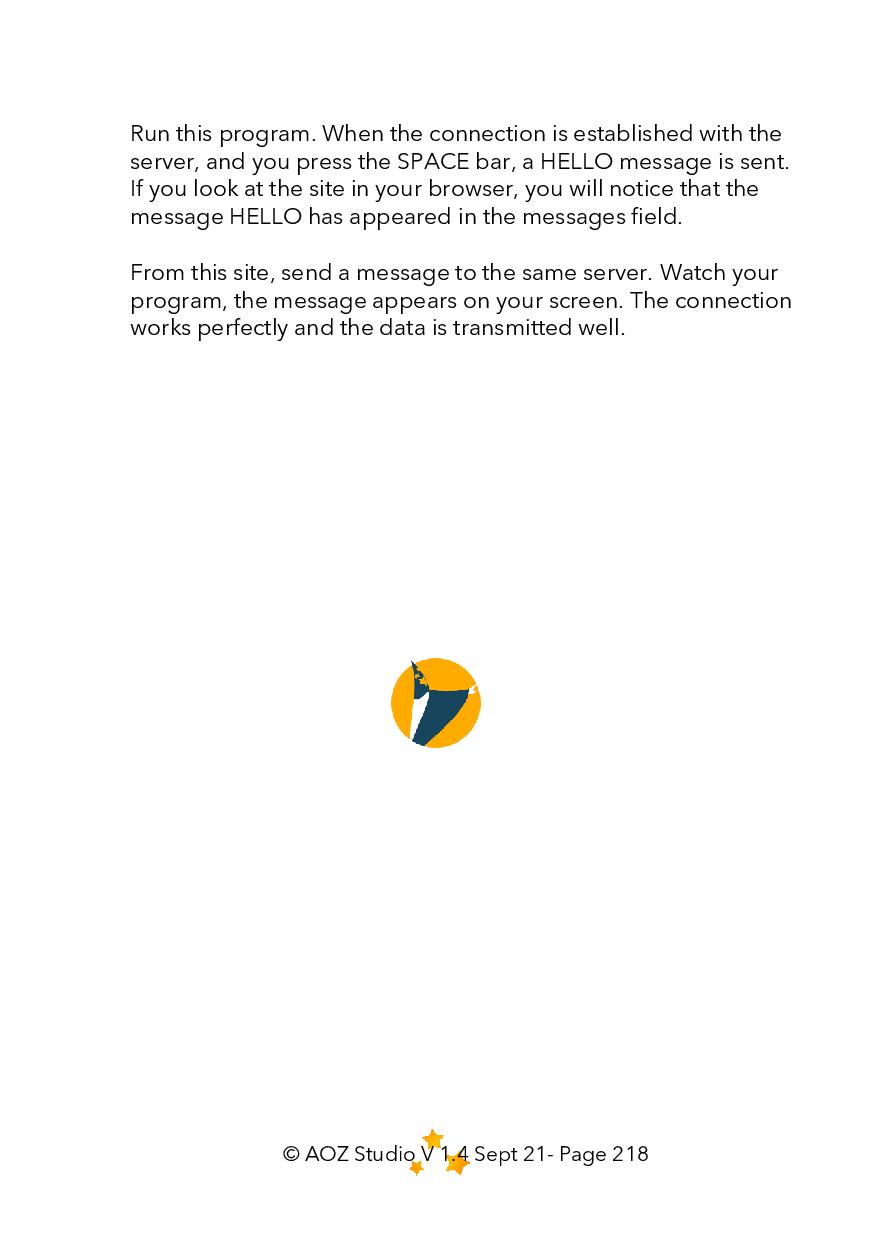 Run this program. When the connection is established with the
server, and you press the SPACE bar, a HELLO message is sent.
If you look at the site in your browser, you will notice that the
message HELLO has appeared in the messages field.
From this site, send a message to the same server. Watch your
program, the message appears on your screen. The connection
works perfectly and the data is transmitted well.
© AOZ Studio V 1.4 Sept 21- Page 218